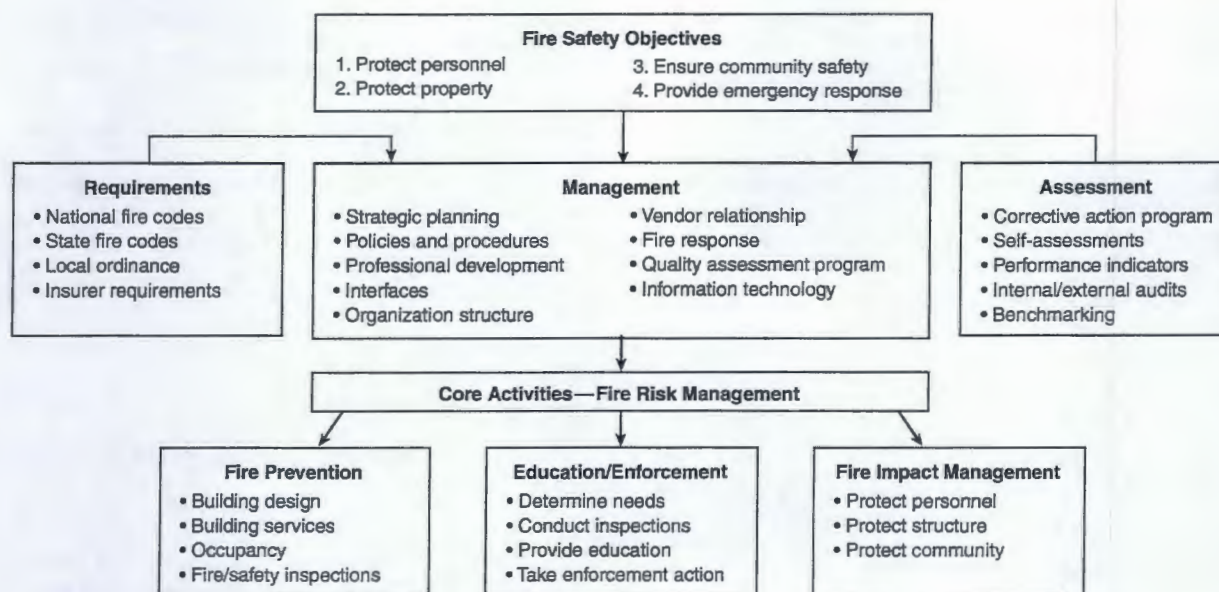 Fire Safety Objectives
1. Protect personnel
2. Protect property
3. Ensure community safety
4. Provide emergency response
Requirements
• National fire codes
• State fire codes
• Local ordinance
• Insurer requirements
Management
• Strategic planning
• Policies and procedures
• Professional development
• Interfaces
• Organization structure
• Vendor relationship
• Fire response
• Quality assessment program
• Information technology
Assessment
• Corrective action program
• Self-assessments
• Performance indicators
• Internal/external audits
• Benchmarking
Core Activities—Fire Risk Management
Fire Prevention
• Building design
• Building services
• Occupancy
• Fire/safety inspections
Education/Enforcement
• Determine needs
• Conduct inspections
• Provide education
• Take enforcement action
Fire Impact Management
• Protect personnel
• Protect structure
• Protect community